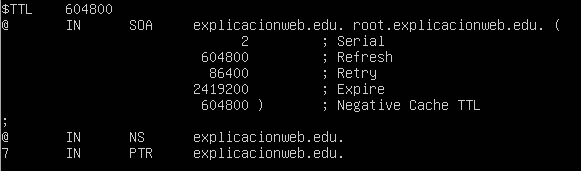 $TTL    604800
@       IN      SOA     explicacionweb.edu. root.explicacionweb.edu. (
                              2         ; Serial
                         604800         ; Refresh
                          86400         ; Retry
                        2419200         ; Expire
                         604800 )       ; Negative Cache TTL
;
@       IN      NS      explicacionweb.edu.
7       IN      PTR     explicacionweb.edu.